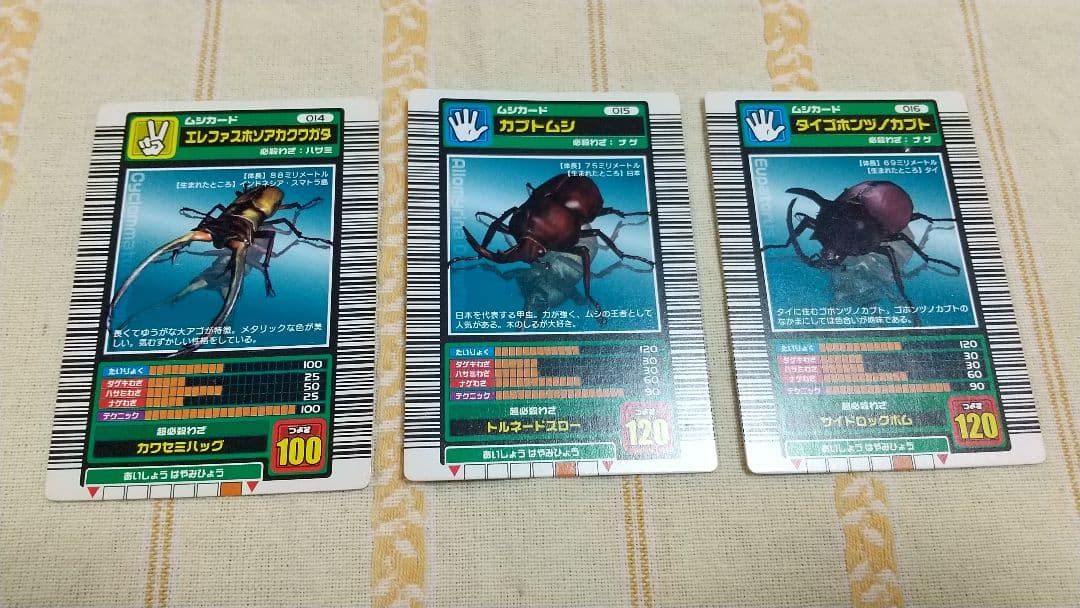 ムシカード
014
エレファスホソアカクワガタ
必殺わざ：ハサミ
【体長】88ミリメートル
【生まれたところ】インドネシア・スマトラ島
長くてゆうがな大アゴが特徴。メタリックな色が美
しい。気むずかしい性格をしている。
たいりょく 100
ダゲキわざ 25
ハサミわざ 50
ナゲわざ 25
テクニック 100
超必殺わざ
カワセミハッグ
つよさ
100
あいしょうはやみひょう
ムシカード
015
カブトムシ
必殺わざ：ナゲ
【体長】75ミリメートル
【生まれたところ】日本
日本を代表する甲虫。力が強く、ムシの王者として
人気がある。木のしるが大好き。
たいりょく 120
ダゲキわざ 30
ハサミわざ 30
ナゲわざ 60
テクニック 90
超必殺わざ
トルネードスロー
つよさ
120
あいしょうはやみひょう
ムシカード
016
タイゴホンヅノカブト
必殺わざ：ナゲ
【体長】69ミリメートル
【生まれたところ】タイ
タイに住むゴホンヅノカブト。ゴホンヅノカブトの
なかまにしては色合いが地味である。
たいりょく 120
ダゲキわざ 30
ハサミわざ 30
ナゲわざ 60
テクニック 90
超必殺わざ
サイドロックボム
つよさ
120
あいしょうはやみひょう